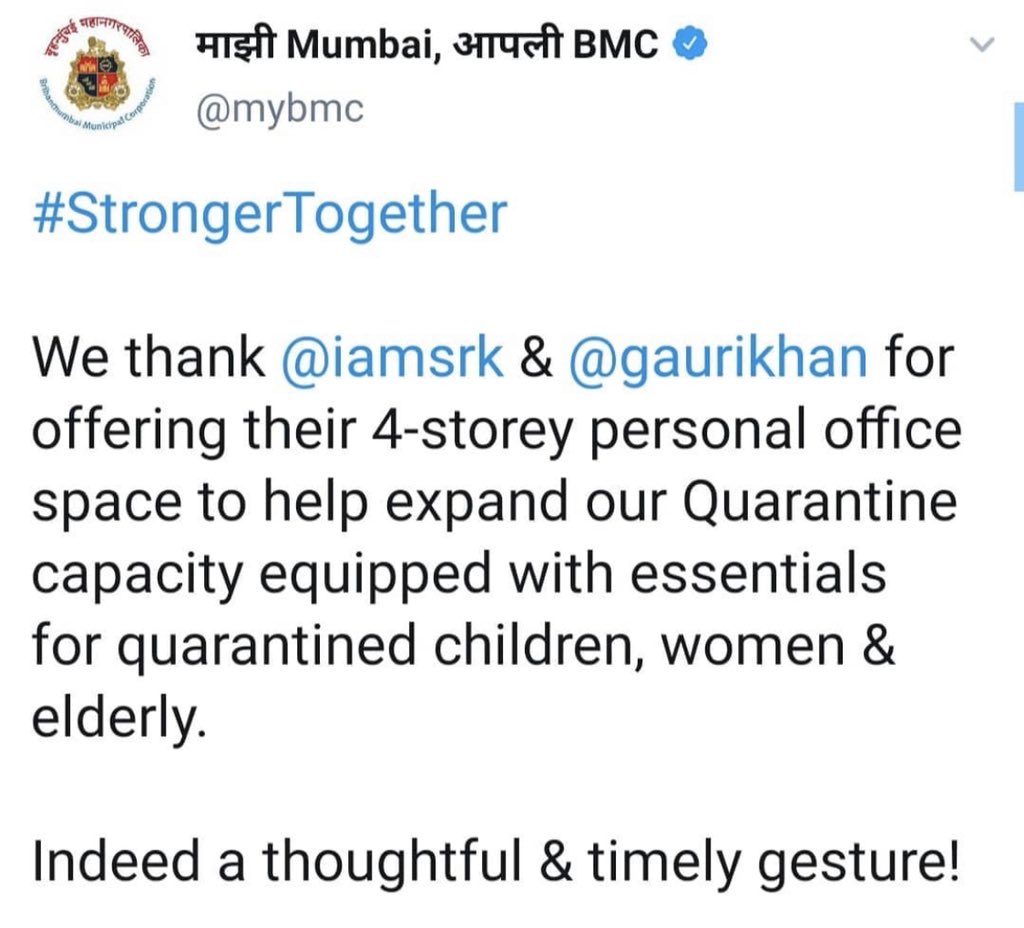 बृहन्मुंबई महानगरपालिका
Brihanmumbai Municipal Corporation
माझी Mumbai, आपली BMC
@mybmc
#StrongerTogether
We thank @iamsrk & @gaurikhan for
offering their 4-storey personal office
space to help expand our Quarantine
capacity equipped with essentials
for quarantined children, women &
elderly.
Indeed a thoughtful & timely gesture!